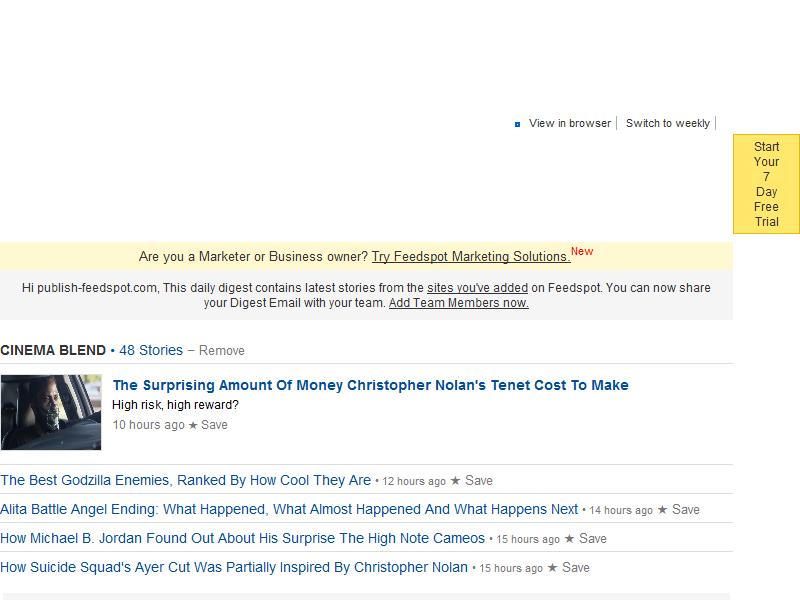 View in browser | Switch to weekly |
Start
Your
7
Day
Free
Trial
Are you a Marketer or Business owner? Try Feedspot Marketing Solutions.New
Hi publish-feedspot.com, This daily digest contains latest stories from the sites you've added on Feedspot. You can now share
your Digest Email with your team. Add Team Members now.
CINEMA BLEND • 48 Stories – Remove
The Surprising Amount Of Money Christopher Nolan's Tenet Cost To Make
High risk, high reward?
10 hours ago ★ Save
The Best Godzilla Enemies, Ranked By How Cool They Are • 12 hours ago ★ Save
Alita Battle Angel Ending: What Happened, What Almost Happened And What Happens Next • 14 hours ago ★ Save
How Michael B. Jordan Found Out About His Surprise The High Note Cameos • 15 hours ago ★ Save
How Suicide Squad's Ayer Cut Was Partially Inspired By Christopher Nolan • 15 hours ago ★ Save